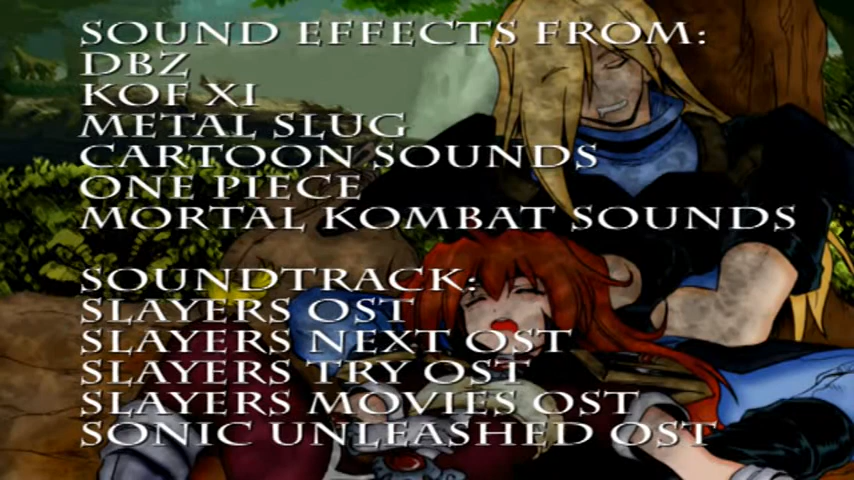 SOUND EFFECTS FROM:
DBZ
KOF XI
METAL SLUG
CARTOON SOUNDS
ONE PIECE
MORTAL KOMBAT SOUNDS
SOUNDTRACK:
SLAYERS OST
SLAYERS NEXT OST
SLAYERS TRY OST
SLAYERS MOVIES OST
SONIC UNLEASHED OST